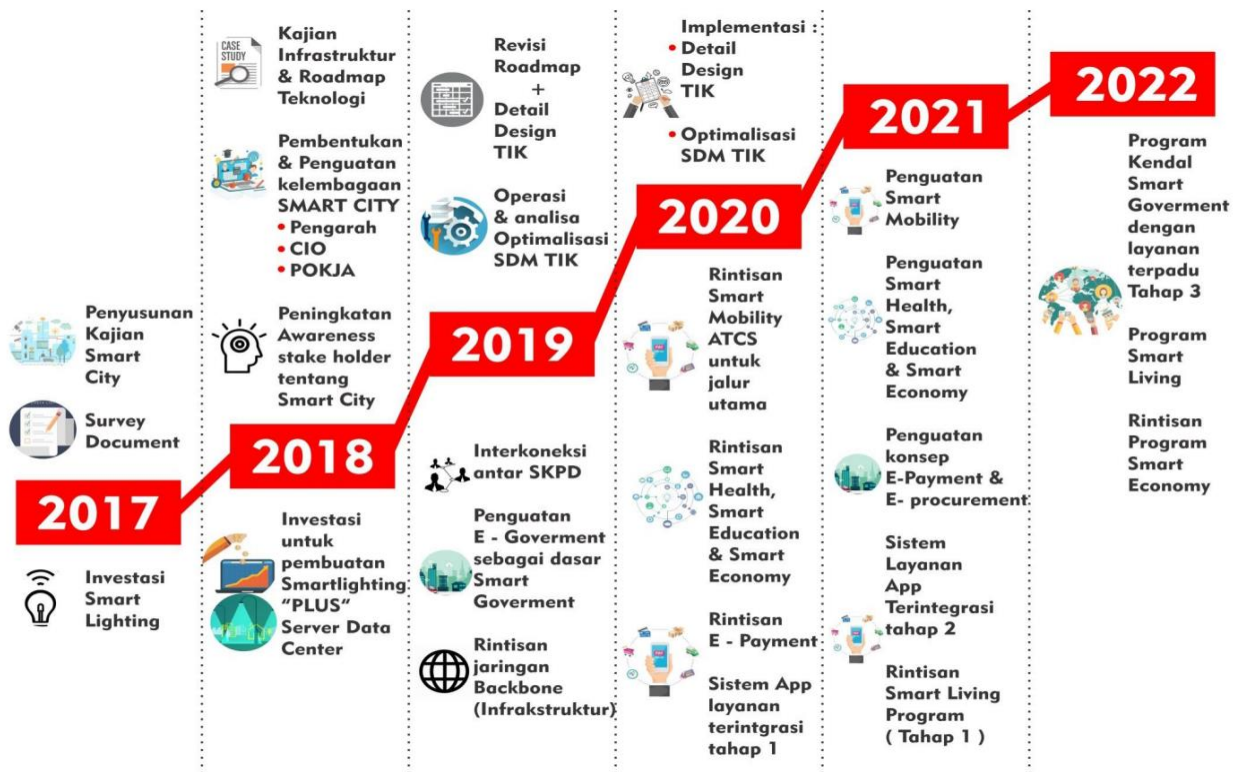 Penyusunan
Kajian
Smart
City
Survey
Document
2017
Investasi
Smart
Lighting
CASE
STUDY
Kajian
Infrastruktur
& Roadmap
Teknologi
Pembentukan
& Penguatan
kelembagaan
SMART CITY
• Pengarah
• CIO
• POKJA
Peningkatan
Awareness
stake holder
tentang
Smart City
2018
Investasi
untuk
pembuatan
Smartlighting
"PLUS"
Server Data
Center
Revisi
Roadmap
+
Detail
Design
TIK
Operasi
& analisa
Optimalisasi
SDM TIK
2019
Interkoneksi
antar SKPD
Penguatan
E - Goverment
sebagai dasar
Smart
Goverment
Rintisan
jaringan
Backbone
(Infrakstruktur)
Implementasi :
• Detail
Design
TIK
• Optimalisasi
SDM TIK
2020
Rintisan
Smart
Mobility
ATCS
untuk
jalur
utama
Rintisan
Smart
Health,
Smart
Education
& Smart
Economy
Rintisan
E - Payment
Sistem App
layanan
terintgrasi
tahap 1
2021
Penguatan
Smart
Mobility
Penguatan
Smart
Health,
Smart
Education
& Smart
Economy
Penguatan
konsep
E-Payment &
E- procurement
Sistem
Layanan
App
Terintegrasi
tahap 2
Rintisan
Smart Living
Program
( Tahap 1 )
2022
Program
Kendal
Smart
Goverment
dengan
layanan
terpadu
Tahap 3
Program
Smart
Living
Rintisan
Program
Smart
Economy